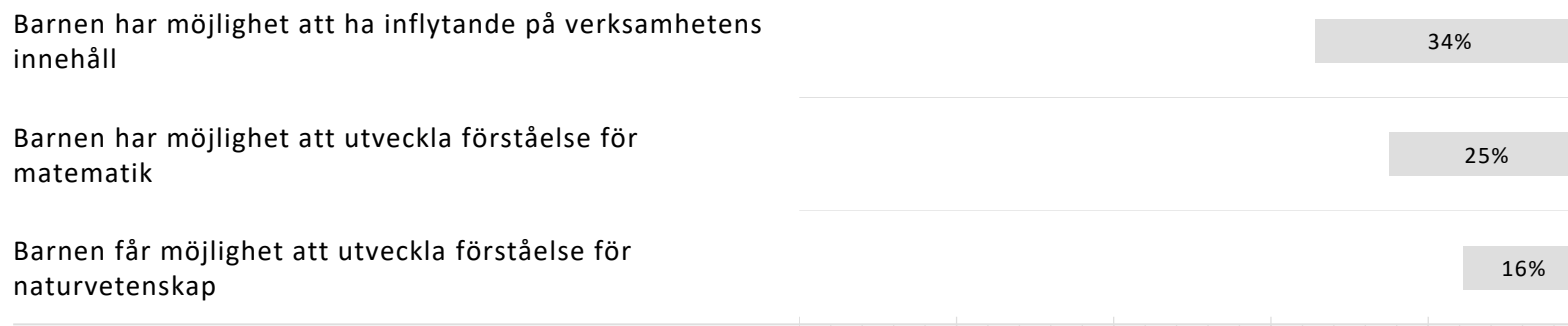 Barnen har möjlighet att ha inflytande på verksamhetens
innehåll
34%
Barnen har möjlighet att utveckla förståelse för
matematik
25%
Barnen får möjlighet att utveckla förståelse för
naturvetenskap
16%